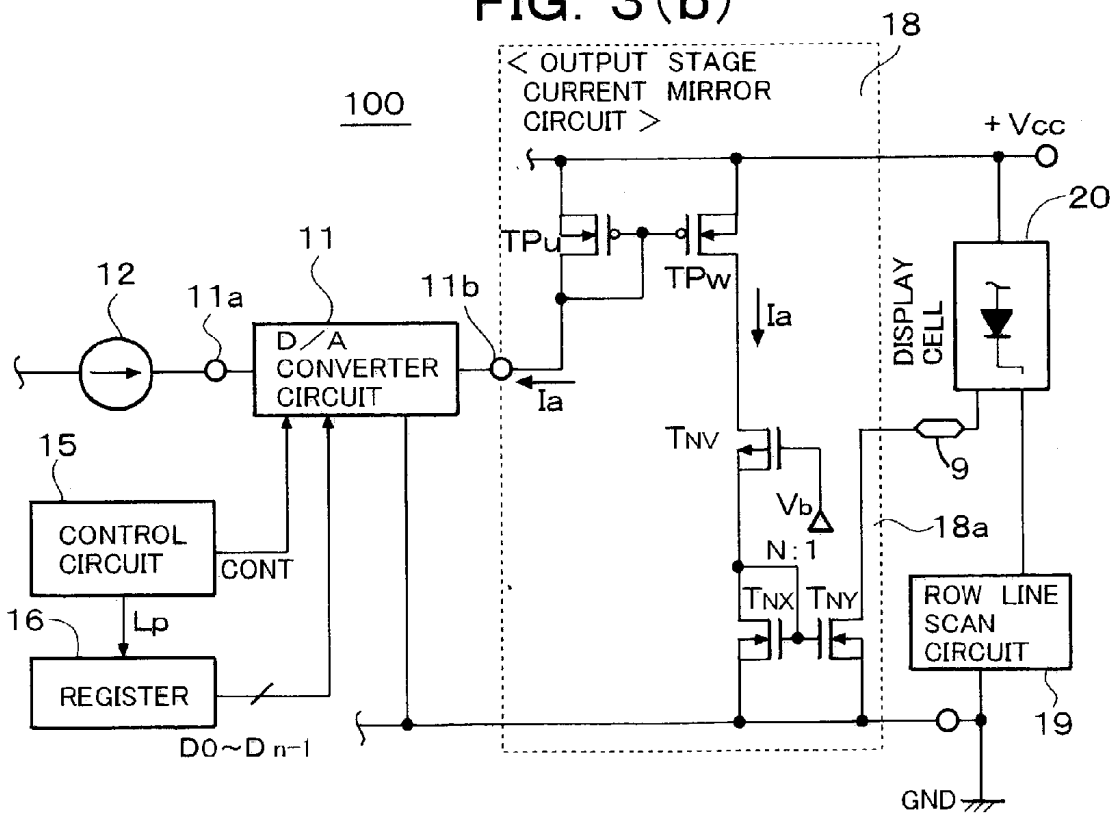 FIG. 3(b)
18
< OUTPUT STAGE
CURRENT MIRROR
CIRCUIT >
100
+ Vcc
20
TPu
TPw
12
11a
11
11b
D/A
CONVERTER
CIRCUIT
Ia
Ia
DISPLAY
CELL
TNV
9
15
Vb
18a
CONTROL
CIRCUIT
CONT
N : 1
TNX
TNY
ROW LINE
SCAN
CIRCUIT
16
Lp
REGISTER
19
D0~Dn-1
GND